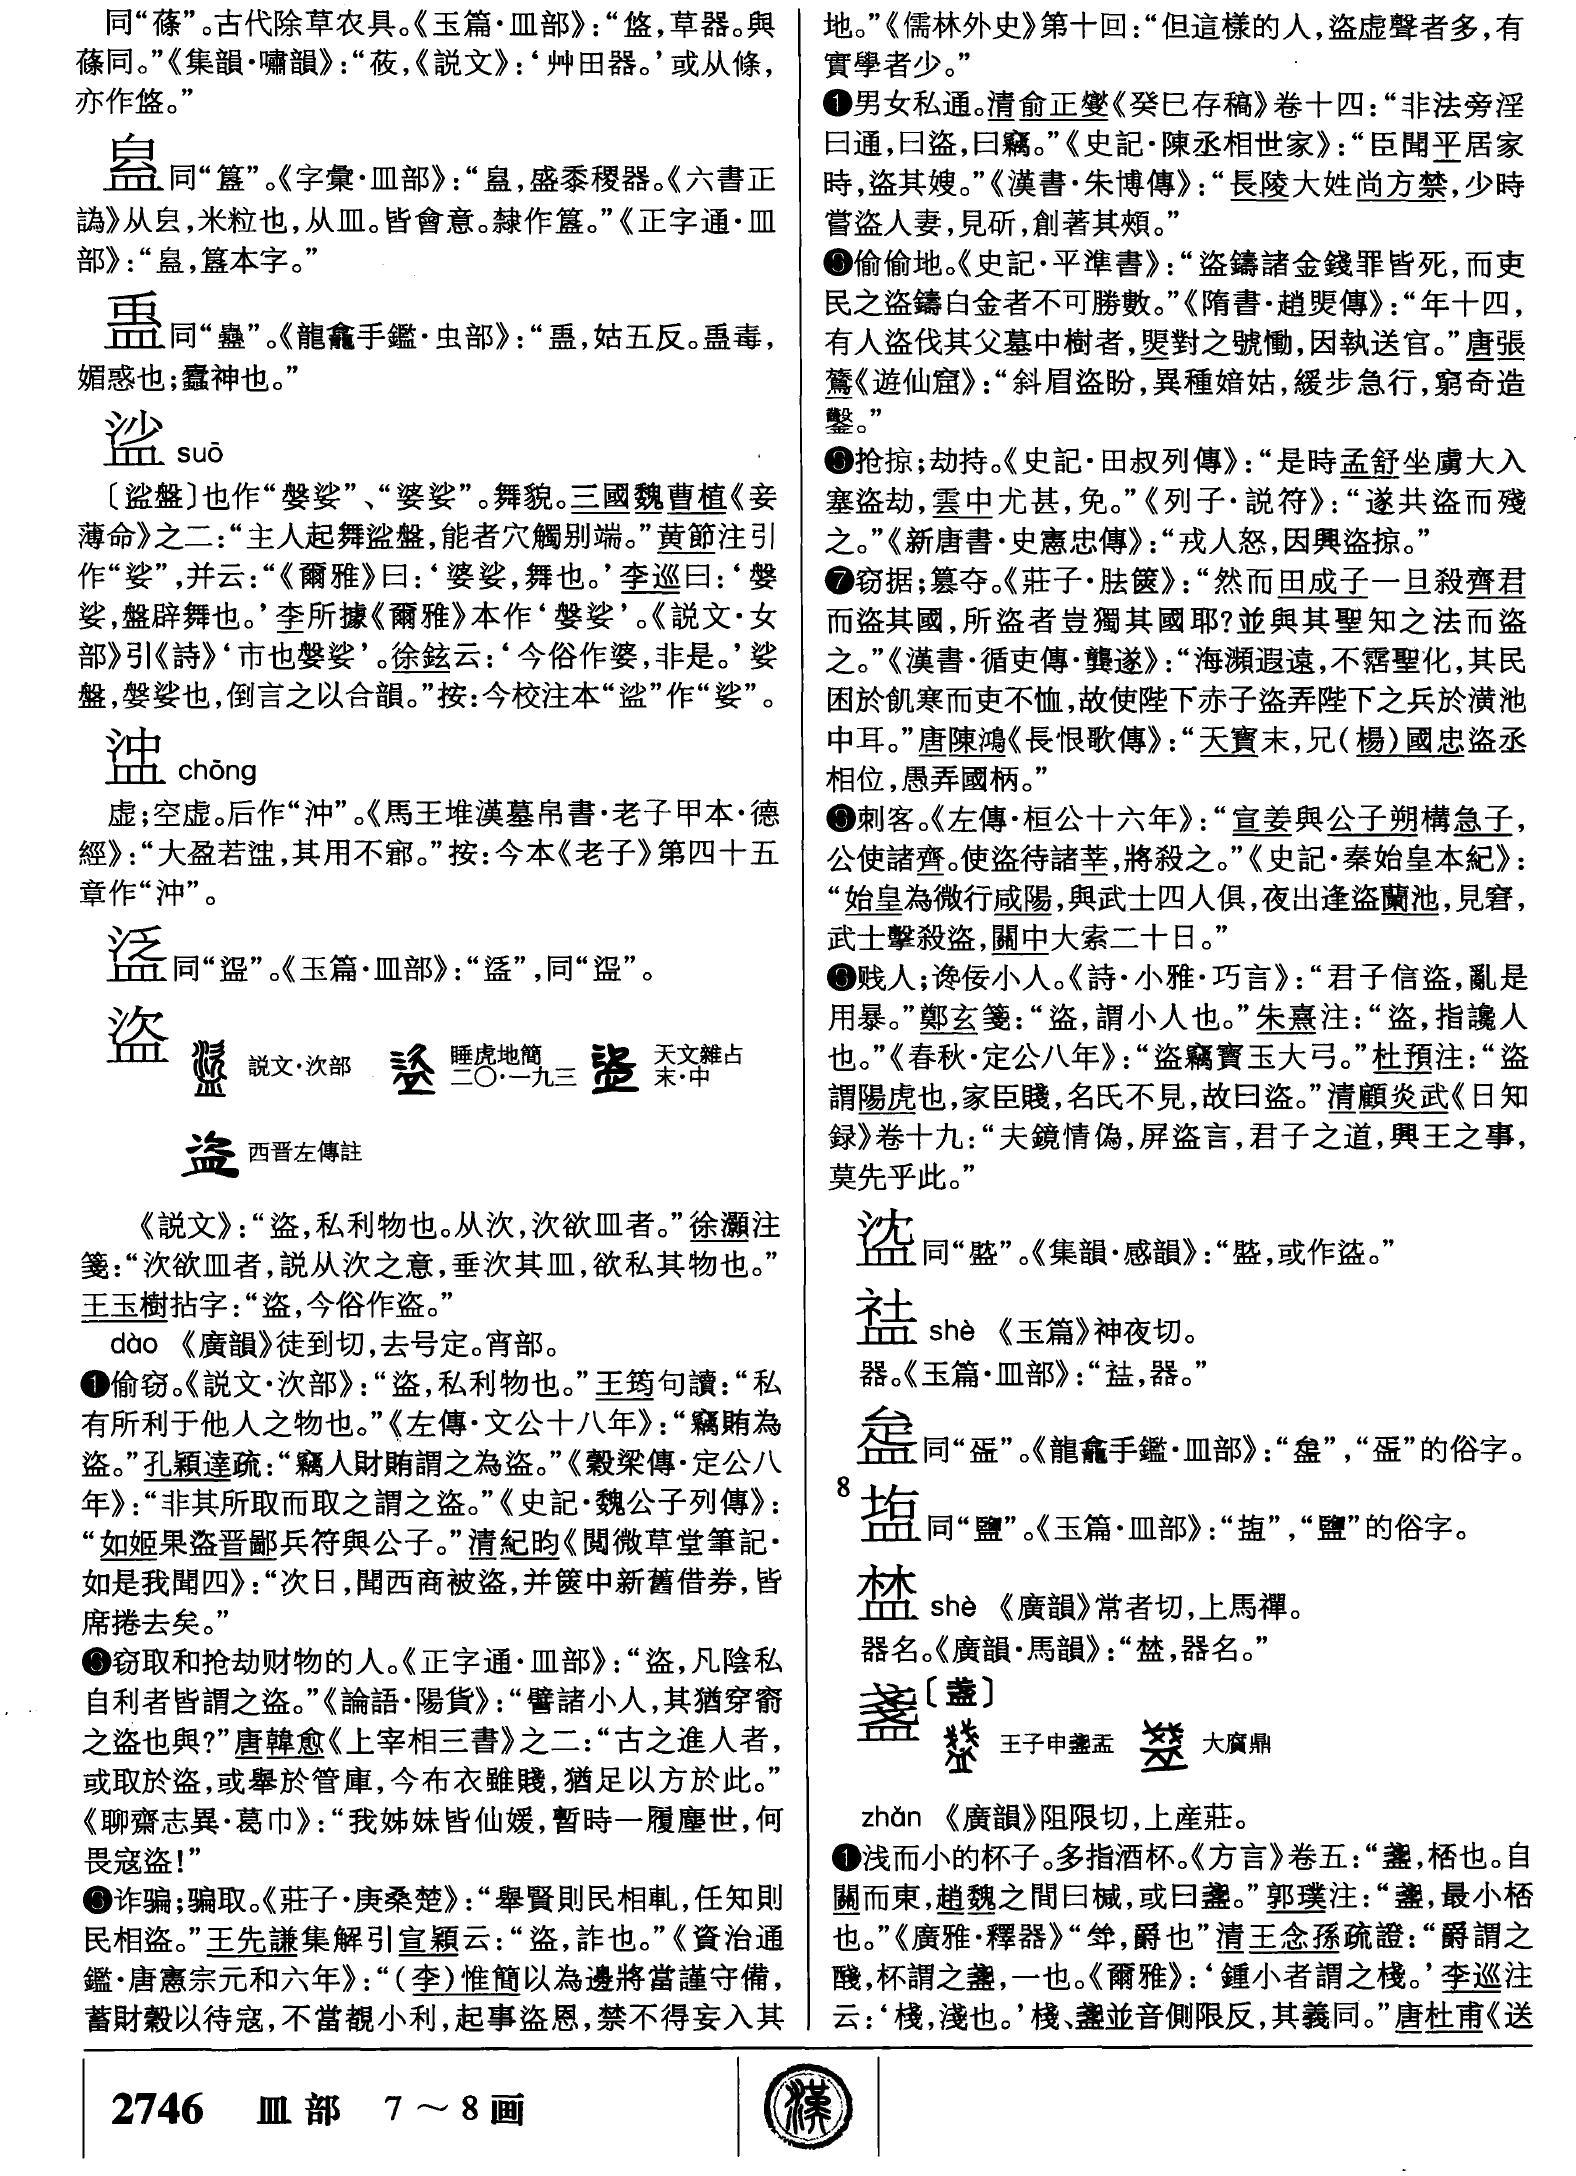 同“蓧”。古代除草农具。《玉篇·皿部》：“䀺，草器。與
蓧同。”《集韻·嘯韻》：“莜，《説文》：‘艸田器。’或从條，
亦作䀺。”
同“簋”。《字彙·皿部》：“盢，盛黍稷器。《六書正
譌》从皀，米粒也，从皿。皆會意。隸作簋。”《正字通·皿
部》：“，簋本字。”
同“蠱”。《龍龕手鑑·虫部》：“，姑五反。毒，
媚惑也；蠹神也。”
suō
〔盤〕也作“媻娑”、“婆娑”。舞貌。三國魏曹植《妾
薄命》之二：“主人起舞盤，能者穴觸别端。”黄節注引
作“娑”，并云：“《爾雅》曰：‘婆娑，舞也。’李巡曰：‘媻
娑，盤辟舞也。’李所據《爾雅》本作‘媻娑’。《説文·女
部》引《詩》‘市也媻娑’。徐鉉云：‘今俗作婆，非是。’娑
盤，媻娑也，倒言之以合韻。”按：今校注本“”作“娑”。
盅 chōng
虚；空虚。后作“沖”。《馬王堆漢墓帛書·老子甲本·德
經》：“大盈若，其用不䆮。”按：今本《老子》第四十五
章作“沖”。
同“”。《玉篇·皿部》：“”，同“”。
盜 説文·㳄部 睡虎地簡 二〇·一九三 天文雜占 末·中
西晋左傳註
《説文》：“盜，私利物也。从㳄，㳄欲皿者。”徐灝注
箋：“㳄欲皿者，説从㳄之意，垂㳄其皿，欲私其物也。”
王玉樹拈字：“盜，今俗作盗。”
dào 《廣韻》徒到切，去号定。宵部。
❶偷窃。《説文·㳄部》：“盜，私利物也。”王筠句讀：“私
有所利于他人之物也。”《左傳·文公十八年》：“竊賄為
盜。”孔穎達疏：“竊人財賄謂之為盜。”《穀梁傳·定公八
年》：“非其所取而取之謂之盜。”《史記·魏公子列傳》：
“如姬果盜晋鄙兵符與公子。”清紀昀《閲微草堂筆記·
如是我聞四》：“次日，聞西商被盜，并篋中新舊借券，皆
席捲去矣。”
窃取和抢劫财物的人。《正字通·皿部》：“盜，凡陰私
自利者皆謂之盜。”《論語·陽貨》：“譬諸小人，其猶穿窬
之盜也與？”唐韓愈《上宰相三書》之二：“古之進人者，
或取於盜，或舉於管庫，今布衣雖賤，猶足以方於此。”
《聊齋志異·葛巾》：“我姊妹皆仙媛，暫時一履塵世，何
畏寇盜！”
诈骗；骗取。《莊子·庚桑楚》：“舉賢則民相軋，任知則
民相盜。”王先謙集解引宣穎云：“盜，詐也。”《資治通
鑑·唐憲宗元和六年》：“（李）惟簡以為邊將當謹守備，
蓄財穀以待寇，不當覩小利，起事盜恩，禁不得妄入其
地。”《儒林外史》第十回：“但這樣的人，盜虚聲者多，有
實學者少。”
男女私通。清俞正燮《癸巳存稿》卷十四：“非法旁淫
曰通，曰盜，曰竊。”《史記·陳丞相世家》：“臣聞平居家
時，盜其嫂。”《漢書·朱博傳》：“長陵大姓尚方禁，少時
嘗盜人妻，見斫，創著其頰。”
偷偷地。《史記·平準書》：“盜鑄諸金錢罪皆死，而吏
民之盜鑄白金者不可勝數。”《隋書·趙煚傳》：“年十四，
有人盜伐其父墓中樹者，煚對之號慟，因執送官。”唐張
鷟《遊仙窟》：“斜眉盜盼，異種婄姑，緩步急行，窮奇造
鑿。”
抢掠；劫持。《史記·田叔列傳》：“是時孟舒坐虜大入
塞盜劫，雲中尤甚，免。”《列子·説符》：“遂共盜而殘
之。”《新唐書·史憲忠傳》：“戎人怒，因興盜掠。”
❼窃据；篡夺。《莊子·胠篋》：“然而田成子一旦殺齊君
而盜其國，所盜者豈獨其國耶？並與其聖知之法而盜
之。”《漢書·循吏傳·龔遂》：“海瀕遐遠，不霑聖化，其民
困於飢寒而吏不恤，故使陛下赤子盜弄陛下之兵於潢池
中耳。”唐陳鴻《長恨歌傳》：“天寶末，兄（楊）國忠盜丞
相位，愚弄國柄。”
刺客。《左傳·桓公十六年》：“宣姜與公子朔構急子，
公使諸齊。使盜待諸莘，將殺之。”《史記·秦始皇本紀》：
“始皇為微行咸陽，與武士四人俱，夜出逢盜蘭池，見窘，
武士擊殺盜，關中大索二十日。”
贱人；谗佞小人。《詩·小雅·巧言》：“君子信盜，亂是
用暴。”鄭玄箋：“盜，謂小人也。”朱熹注：“盜，指讒人
也。”《春秋·定公八年》：“盜竊寶玉大弓。”杜預注：“盜
謂陽虎也，家臣賤，名氏不見，故曰盜。”清顧炎武《日知
録》卷十九：“夫鏡情偽，屏盜言，君子之道，興王之事，
莫先乎此。”
同“”。《集韻·感韻》：“，或作。”
shè 《玉篇》神夜切。
器。《玉篇·皿部》：“，器。”
同“”。《龍龕手鑑·皿部》：“”，“”的俗字。
8
塩同“鹽”。《玉篇·皿部》：“”，“鹽”的俗字。
shè 《廣韻》常者切，上馬禪。
器名。《廣韻·馬韻》：“，器名。”
盞〔盏〕
王子申盞盂 大𢊾鼎
zhǎn 《廣韻》阻限切，上産莊。
❶浅而小的杯子。多指酒杯。《方言》卷五：“盞，桮也。自
關而東，趙魏之間曰椷，或曰盞。”郭璞注：“盞，最小桮
也。”《廣雅·釋器》“斝，爵也”清王念孫疏證：“爵謂之
醆，杯謂之盞，一也。《爾雅》：‘鍾小者謂之棧。’李巡注
云：‘棧，淺也。’棧、盞並音側限反，其義同。”唐杜甫《送
2746 皿部 7～8画
漢